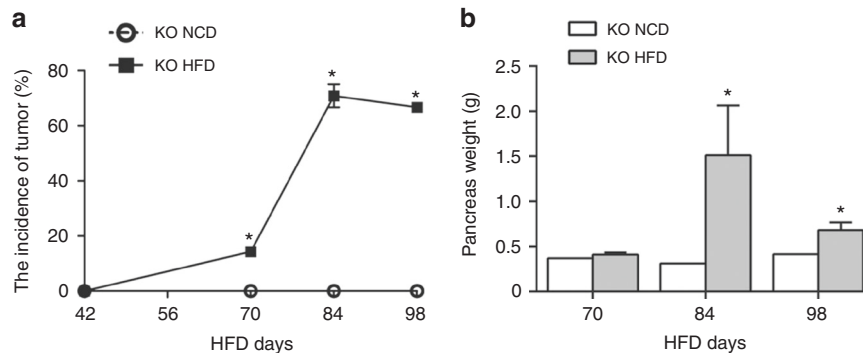 a
KO NCD
KO HFD
The incidence of tumor (%)
80
60
40
20
0
*
*
*
42 56 70 84 98
HFD days
b
KO NCD
KO HFD
Pancreas weight (g)
2.5
2.0
1.5
1.0
0.5
0
*
*
70 84 98
HFD days